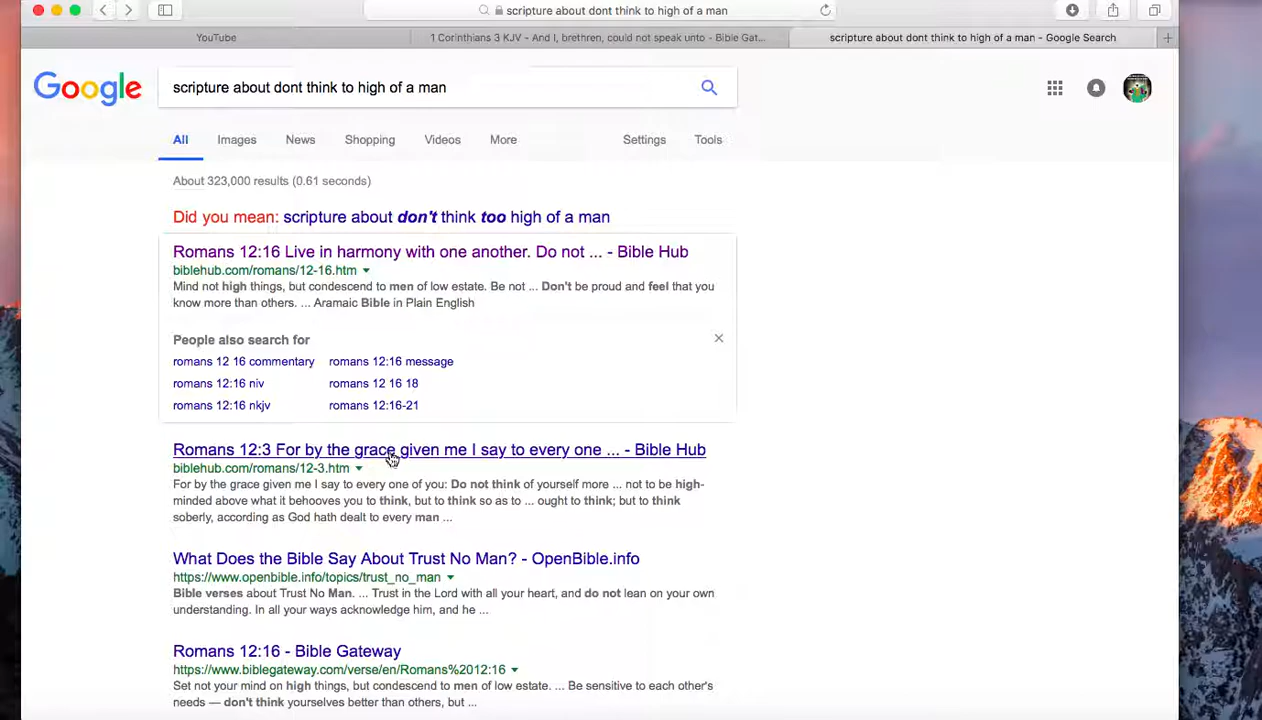 scripture about dont think to high of a man
YouTube
1 Corinthians 3 KJV - And I, brethren, could not speak unto - Bible Gat...
scripture about dont think to high of a man - Google Search
Google
scripture about dont think to high of a man
All Images News Shopping Videos More Settings Tools
About 323,000 results (0.61 seconds)
Did you mean: scripture about don't think too high of a man
Romans 12:16 Live in harmony with one another. Do not ... - Bible Hub
biblehub.com/romans/12-16.htm
Mind not high things, but condescend to men of low estate. Be not ... Don't be proud and feel that you
know more than others. ... Aramaic Bible in Plain English
People also search for
romans 12 16 commentary romans 12:16 message
romans 12:16 niv romans 12 16 18
romans 12:16 nkjv romans 12:16-21
Romans 12:3 For by the grace given me I say to every one ... - Bible Hub
biblehub.com/romans/12-3.htm
For by the grace given me I say to every one of you: Do not think of yourself more ... not to be high-
minded above what it behooves you to think, but to think so as to ... ought to think; but to think
soberly, according as God hath dealt to every man ...
What Does the Bible Say About Trust No Man? - OpenBible.info
https://www.openbible.info/topics/trust_no_man
Bible verses about Trust No Man. ... Trust in the Lord with all your heart, and do not lean on your own
understanding. In all your ways acknowledge him, and he ...
Romans 12:16 - Bible Gateway
https://www.biblegateway.com/verse/en/Romans%2012:16
Set not your mind on high things, but condescend to men of low estate. ... Be sensitive to each other's
needs — don't think yourselves better than others, but ...